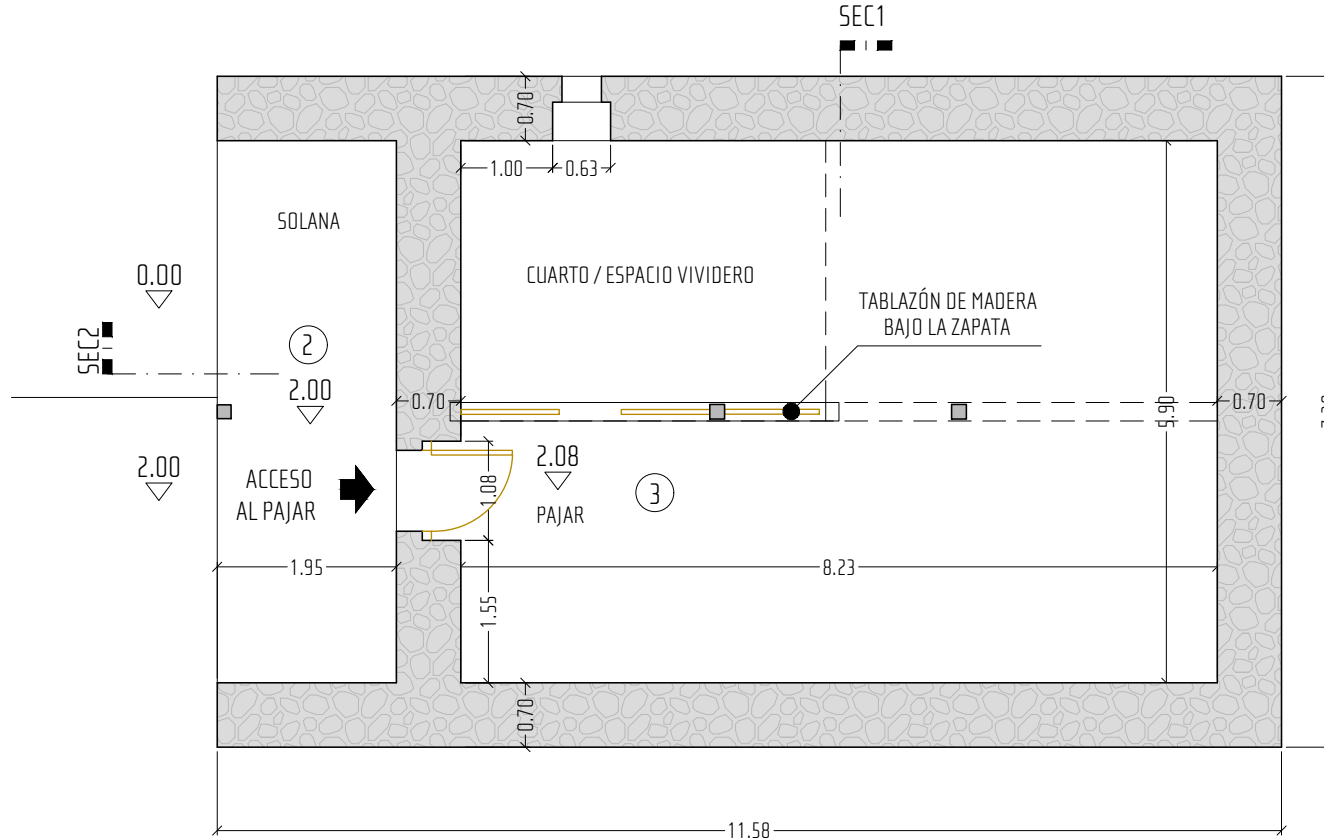 SEC1
0.70
1.00
0.63
SOLANA
0.00
CUARTO / ESPACIO VIVIDERO
TABLAZÓN DE MADERA
BAJO LA ZAPATA
SEC2
2
2.00
0.70
5.90
0.70
2.00
ACCESO
AL PAJAR
1.08
2.08
PAJAR
3
1.95
8.23
1.55
0.70
11.58